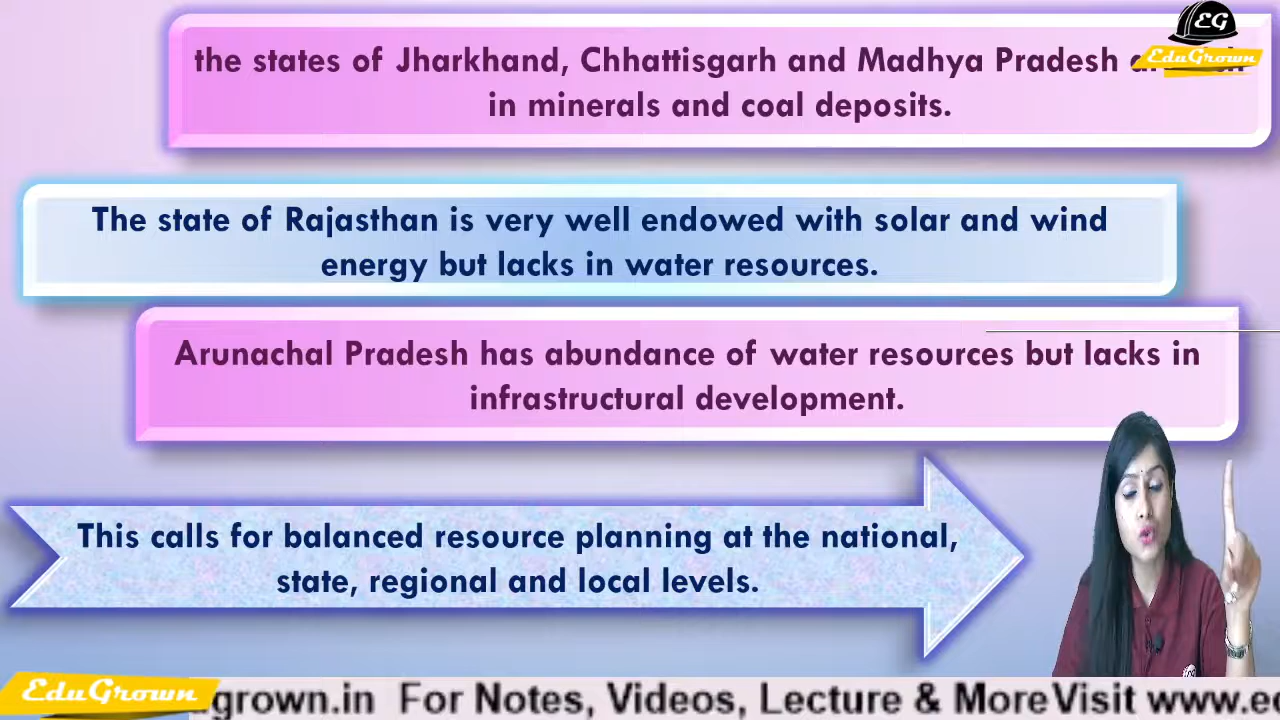 EG
EduGrown
the states of Jharkhand, Chhattisgarh and Madhya Pradesh
in minerals and coal deposits.
The state of Rajasthan is very well endowed with solar and wind
energy but lacks in water resources.
Arunachal Pradesh has abundance of water resources but lacks in
infrastructural development.
This calls for balanced resource planning at the national,
state, regional and local levels.
EduGrown
grown.in For Notes, Videos, Lecture & More Visit www.e